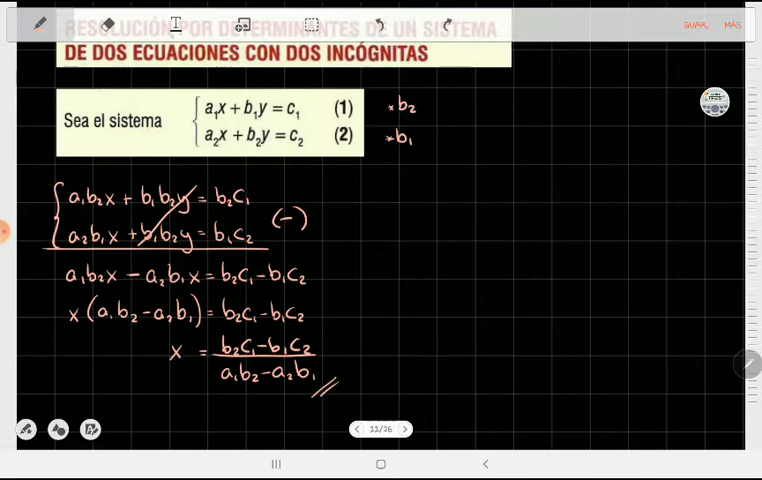 GUAR. MÁS
RESOLUCIÓN POR DETERMINANTES DE UN SISTEMA
DE DOS ECUACIONES CON DOS INCÓGNITAS
Sea el sistema
a₁x + b₁y = c₁ (1) * b₂
a₂x + b₂y = c₂ (2) * b₁
a₁b₂x + b₁b₂y = b₂c₁
a₂b₁x + b₁b₂y = b₁c₂ (-)
a₁b₂x - a₂b₁x = b₂c₁ - b₁c₂
x(a₁b₂ - a₂b₁) = b₂c₁ - b₁c₂
x = b₂c₁ - b₁c₂
a₁b₂ - a₂b₁
11/26